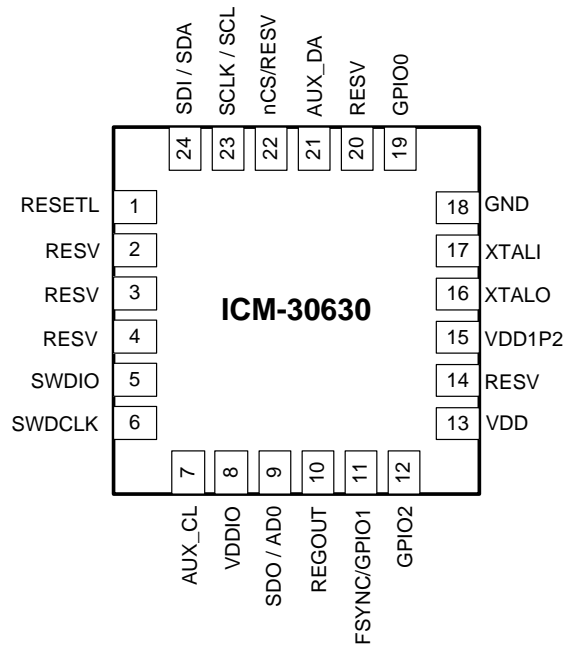 SDI / SDA
SCLK / SCL
nCS/RESV
AUX_DA
RESV
GPIO0
24
23
22
21
20
19
RESETL 1
RESV 2
RESV 3
RESV 4
SWDIO 5
SWDCLK 6
ICM-30630
18 GND
17 XTALI
16 XTALO
15 VDD1P2
14 RESV
13 VDD
7
8
9
10
11
12
AUX_CL
VDDIO
SDO / AD0
REGOUT
FSYNC/GPIO1
GPIO2